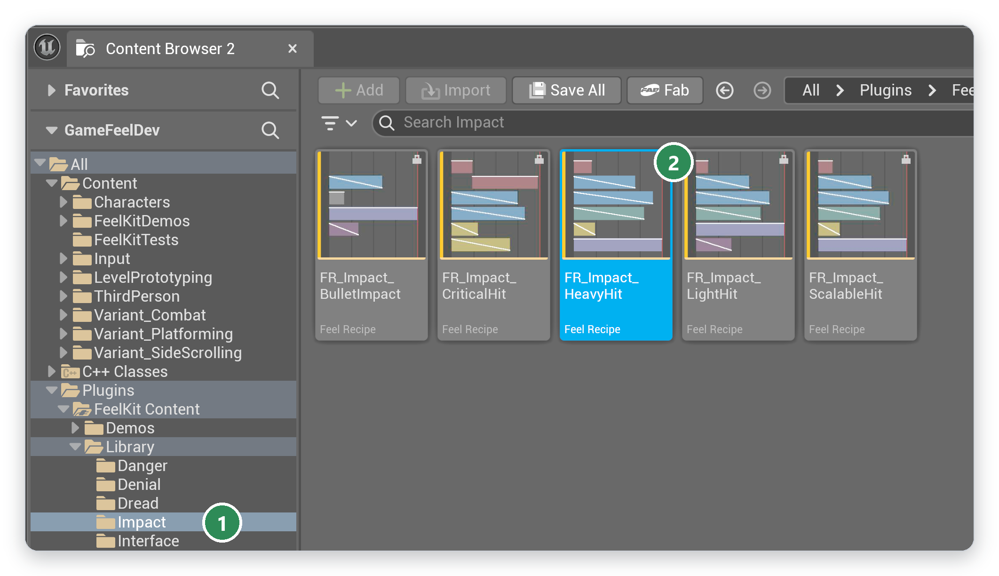 Content Browser 2
Favorites
Add
Import
Save All
Fab
All
Plugins
Fee
GameFeelDev
Search Impact
All
Content
Characters
FeelKitDemos
FeelKitTests
Input
LevelPrototyping
ThirdPerson
Variant_Combat
Variant_Platforming
Variant_SideScrolling
C++ C++ Classes
Plugins
FeelKit Content
Demos
Library
Danger
Denial
Dread
Impact
1
Interface
2
FR_Impact_
BulletImpact
Feel Recipe
FR_Impact_
CriticalHit
Feel Recipe
FR_Impact_
HeavyHit
Feel Recipe
FR_Impact_
LightHit
Feel Recipe
FR_Impact_
ScalableHit
Feel Recipe